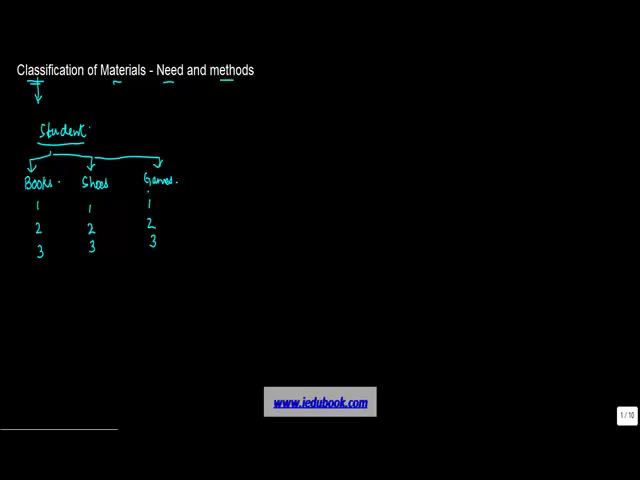 Classification of Materials - Need and methods
Student.
Books. Shoes Games.
1 1 1
2 2 2
3 3 3
www.iedubook.com
1 / 10